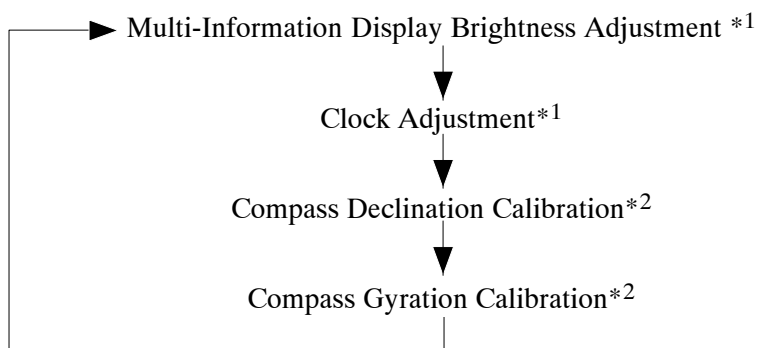 Multi-Information Display Brightness Adjustment *1
Clock Adjustment*1
Compass Declination Calibration*2
Compass Gyration Calibration*2